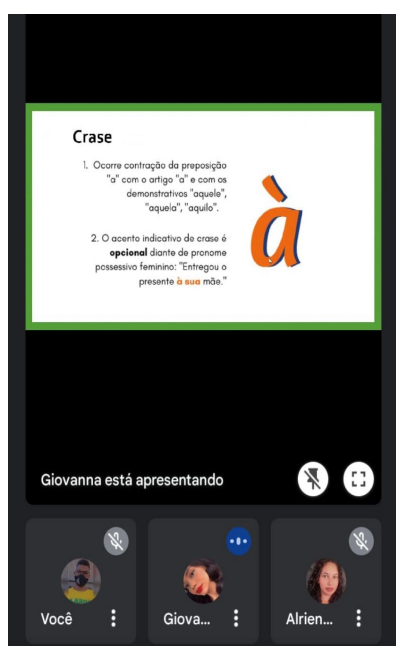 Crase
1. Ocorre contração da preposição
"a" com o artigo "a" e com os
demonstrativos "aquele",
"aquela", "aquilo".
à
2. O acento indicativo de crase é
opcional diante de pronome
possessivo feminino: "Entregou o
presente à sua mãe."
Giovanna está apresentando
Você
Giova...
Alrien...